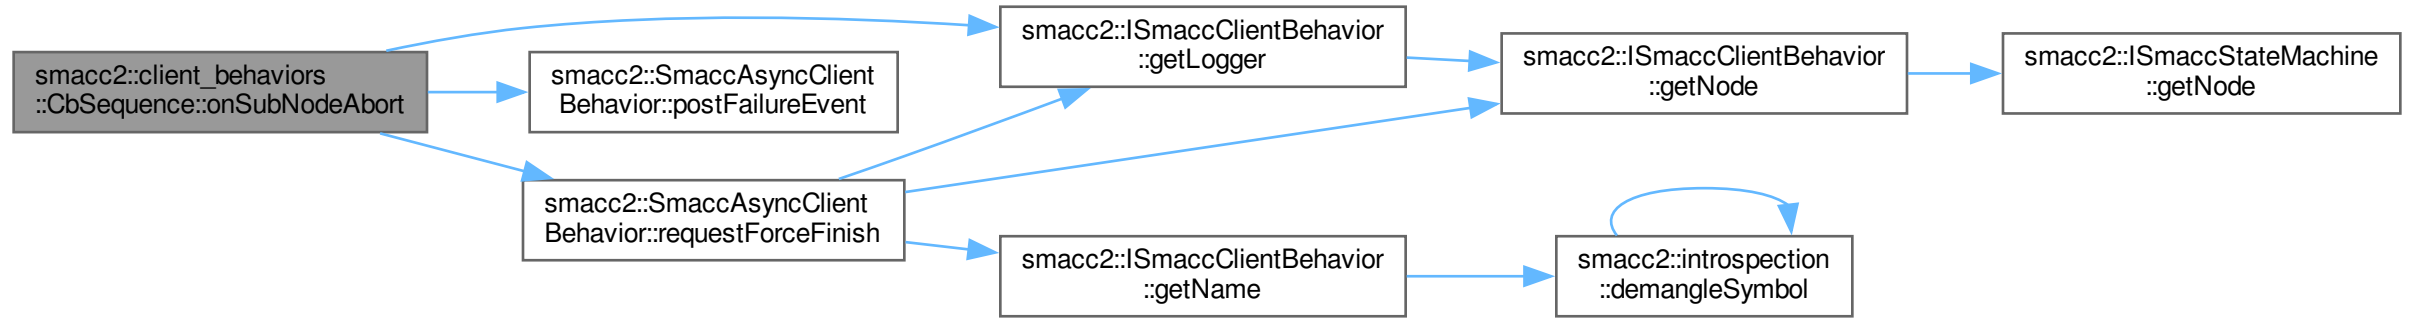 smacc2::client_behaviors
::CbSequence::onSubNodeAbort
smacc2::SmaccAsyncClient
Behavior::postFailureEvent
smacc2::SmaccAsyncClient
Behavior::requestForceFinish
smacc2::ISmaccClientBehavior
::getLogger
smacc2::ISmaccClientBehavior
::getName
smacc2::ISmaccClientBehavior
::getNode
smacc2::introspection
::demangleSymbol
smacc2::ISmaccStateMachine
::getNode